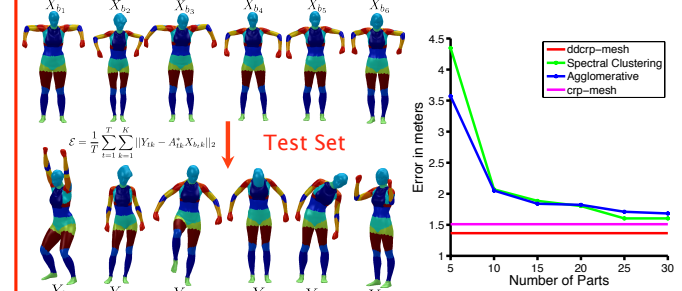 X_{b_1} X_{b_2} X_{b_3} X_{b_4} X_{b_5} X_{b_6}
\mathcal{E} = \frac{1}{T} \sum_{t=1}^{T} \sum_{k=1}^{K} ||Y_{tk} - A^*_{tk} X_{b_t k}||_2
Test Set
ddcrp-mesh
Spectral Clustering
Agglomerative
crp-mesh
Error in meters
4.5
4
3.5
3
2.5
2
1.5
1
5 10 15 20 25 30
Number of Parts